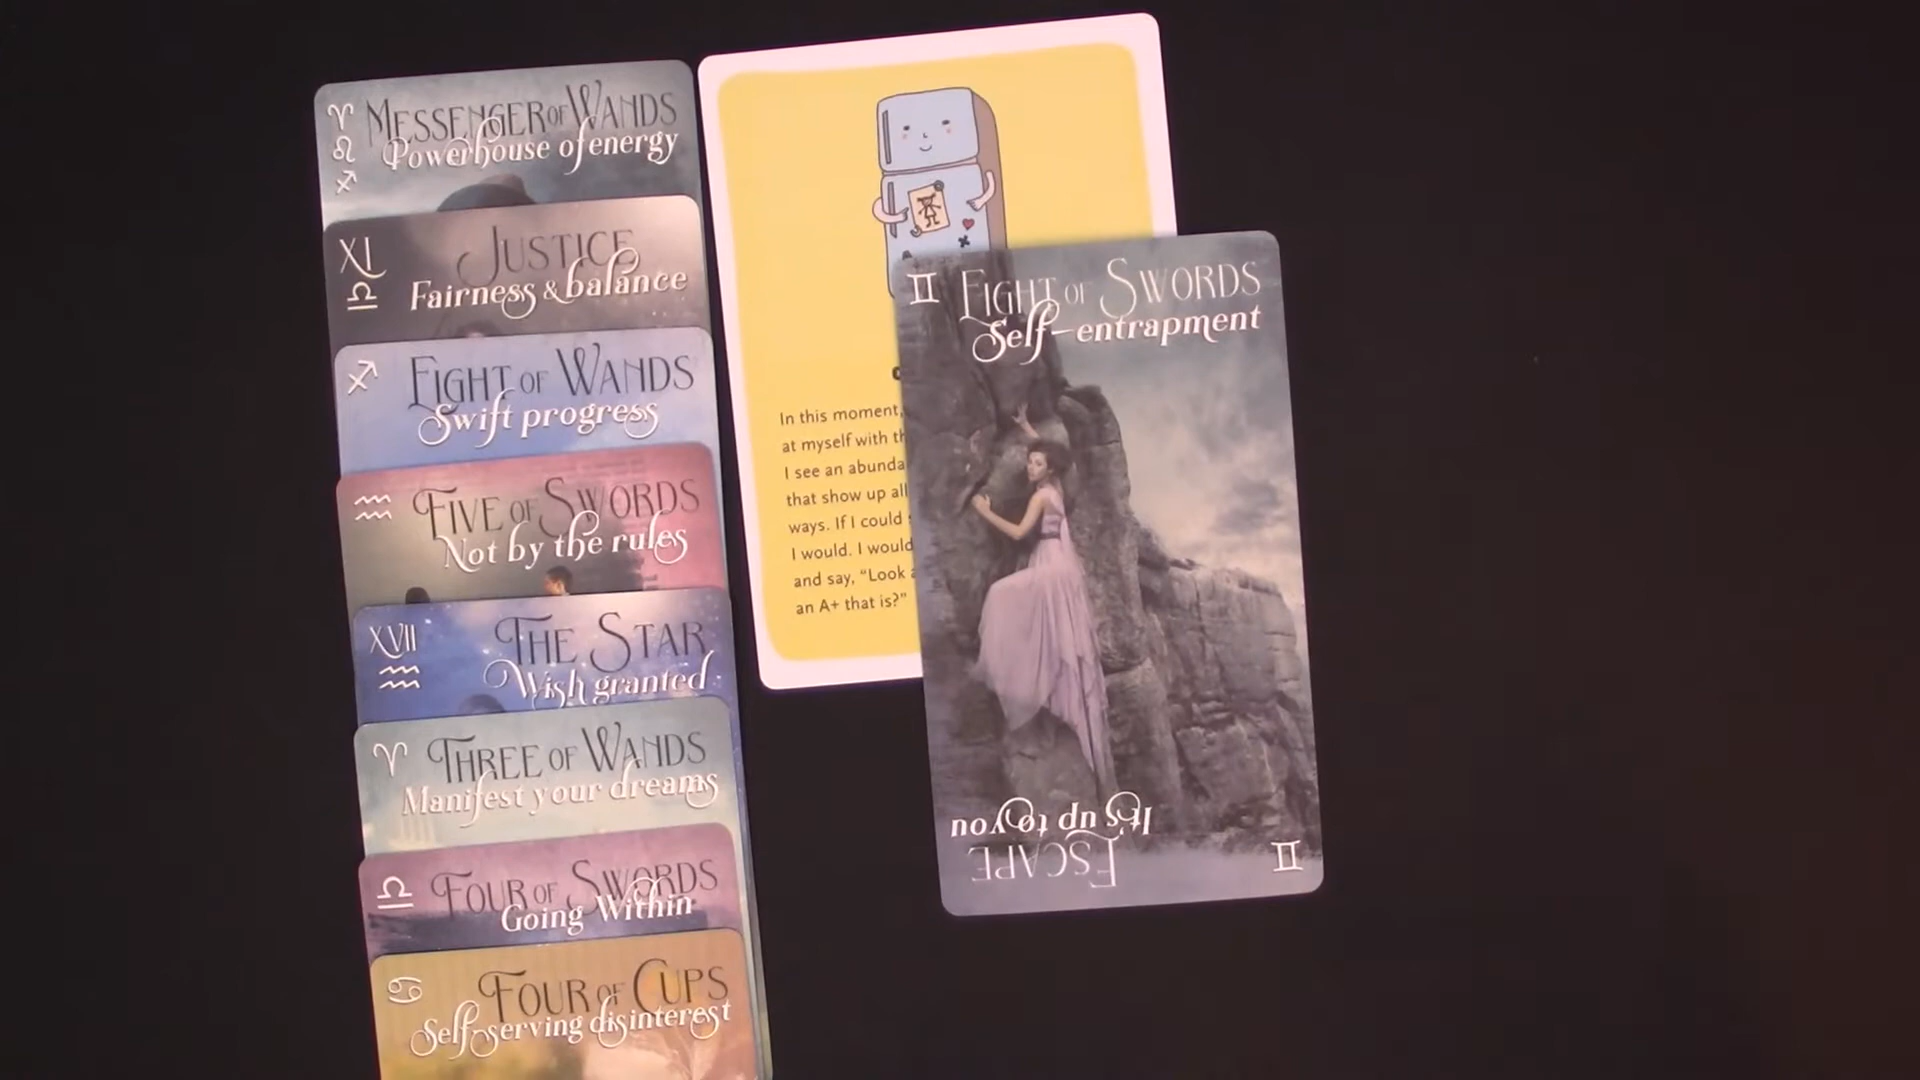 MESSENGER OF WANDS
Powerhouse of energy
XI
JUSTICE
Fairness & balance
EIGHT OF WANDS
Swift progress
FIVE OF SWORDS
Not by the rules
XVII
THE STAR
Wish granted
THREE OF WANDS
Manifest your dreams
FOUR OF SWORDS
Going Within
FOUR OF CUPS
Self-serving disinterest
In this moment,
at myself with
I see an
that show up all
ways. If I could
I would. I would
and say, "Look
an A+ that is?"
EIGHT OF SWORDS
Self-entrapment
It's up to you
ESCAPE